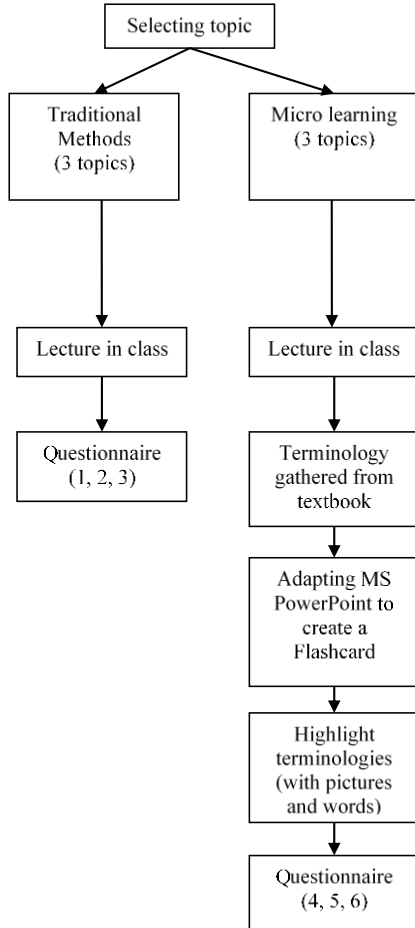 Selecting topic
Traditional
Methods
(3 topics)
Micro learning
(3 topics)
Lecture in class
Lecture in class
Questionnaire
(1, 2, 3)
Terminology
gathered from
textbook
Adapting MS
PowerPoint to
create a
Flashcard
Highlight
terminologies
(with pictures
and words)
Questionnaire
(4, 5, 6)